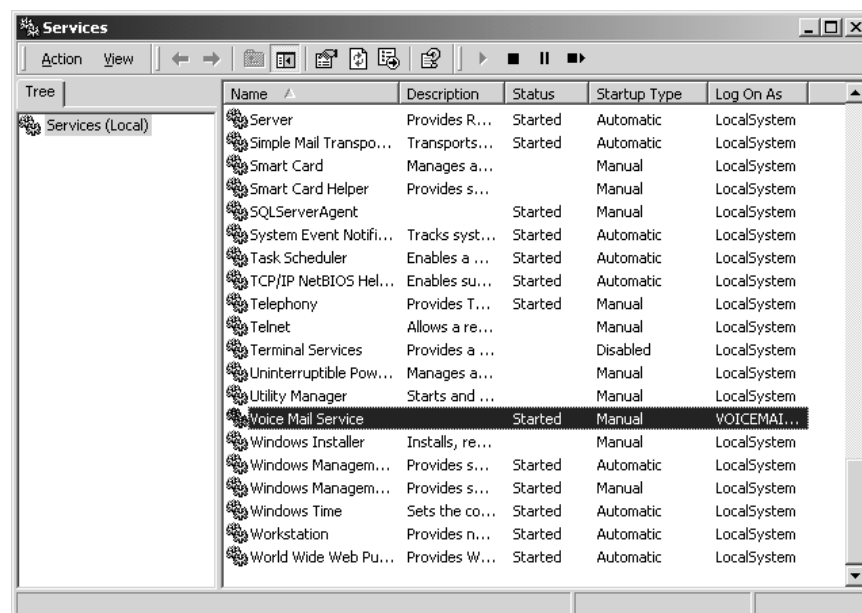 Services
Action View
Tree
Services (Local)
Name Description Status Startup Type Log On As
Server Provides R... Started Automatic LocalSystem
Simple Mail Transpo... Transports... Started Automatic LocalSystem
Smart Card Manages a... Manual LocalSystem
Smart Card Helper Provides s... Manual LocalSystem
SQLServerAgent Started Manual LocalSystem
System Event Notifi... Tracks syst... Started Automatic LocalSystem
Task Scheduler Enables a ... Started Automatic LocalSystem
TCP/IP NetBIOS Hel... Enables su... Started Automatic LocalSystem
Telephony Provides T... Started Manual LocalSystem
Telnet Allows a re... Manual LocalSystem
Terminal Services Provides a ... Disabled LocalSystem
Uninterruptible Pow... Manages a... Manual LocalSystem
Utility Manager Starts and ... Manual LocalSystem
Voice Mail Service Started Manual VOICEMAI...
Windows Installer Installs, re... Manual LocalSystem
Windows Managem... Provides s... Started Automatic LocalSystem
Windows Managem... Provides s... Started Manual LocalSystem
Windows Time Sets the co... Started Automatic LocalSystem
Workstation Provides n... Started Automatic LocalSystem
World Wide Web Pu... Provides W... Started Automatic LocalSystem